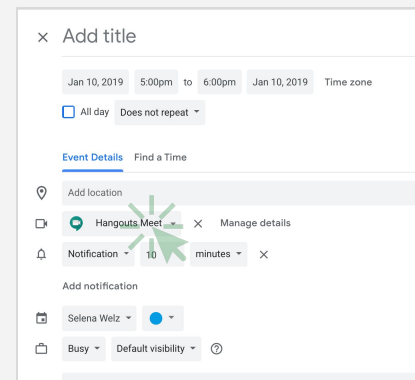 Add title
Jan 10, 2019 5:00pm to 6:00pm Jan 10, 2019 Time zone
All day Does not repeat
Event Details Find a Time
Add location
Hangouts Meet Manage details
Notification 10 minutes
Add notification
Selena Welz
Busy Default visibility